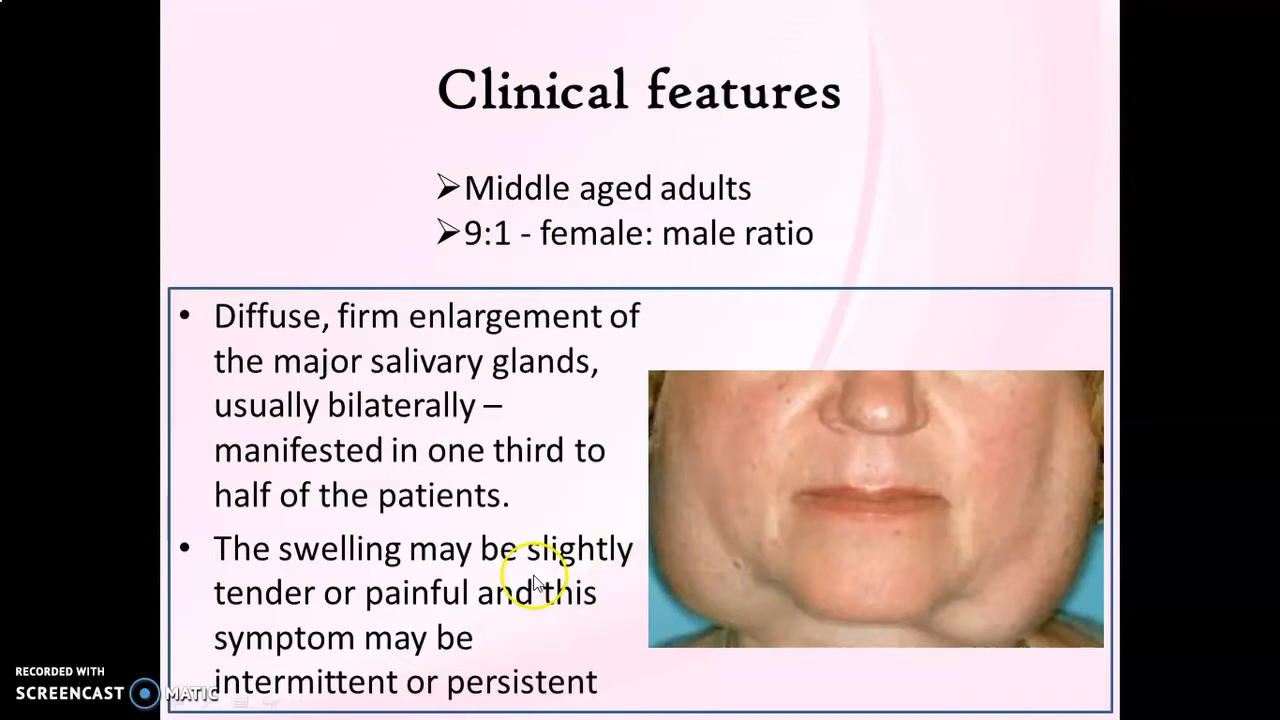 Clinical features
➢Middle aged adults
➢9:1 - female: male ratio
• Diffuse, firm enlargement of
the major salivary glands,
usually bilaterally –
manifested in one third to
half of the patients.
• The swelling may be slightly
tender or painful and this
symptom may be
intermittent or persistent
RECORDED WITH
SCREENCAST MATIC